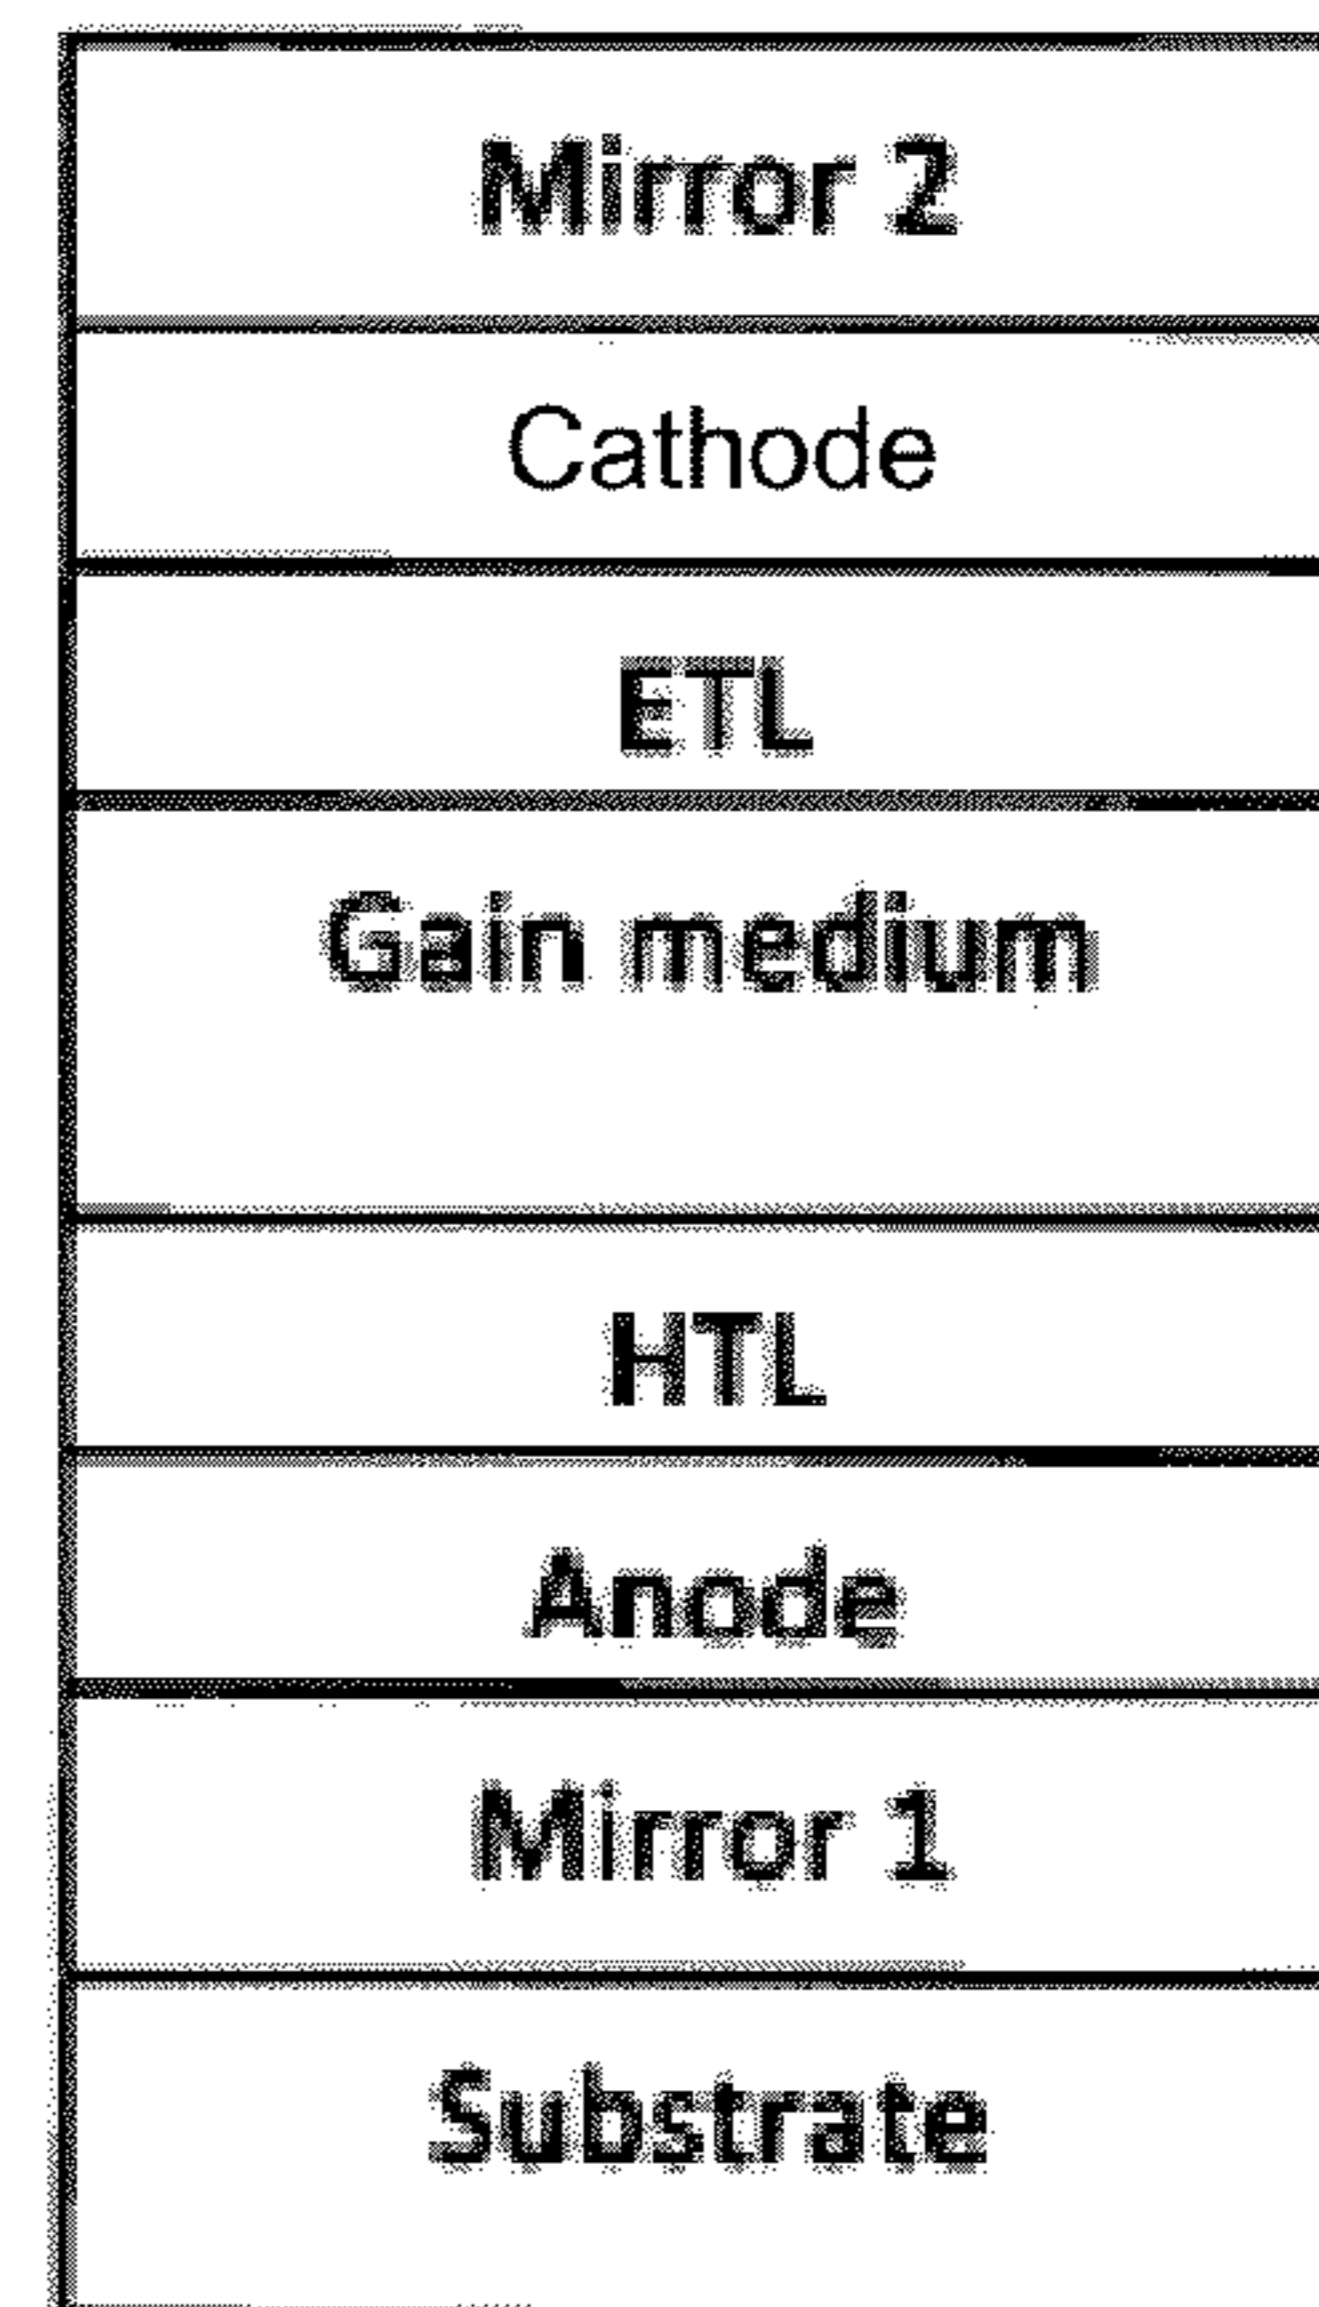 Mirror 2
Cathode
ETL
Gain medium
HTL
Anode
Mirror 1
Substrate